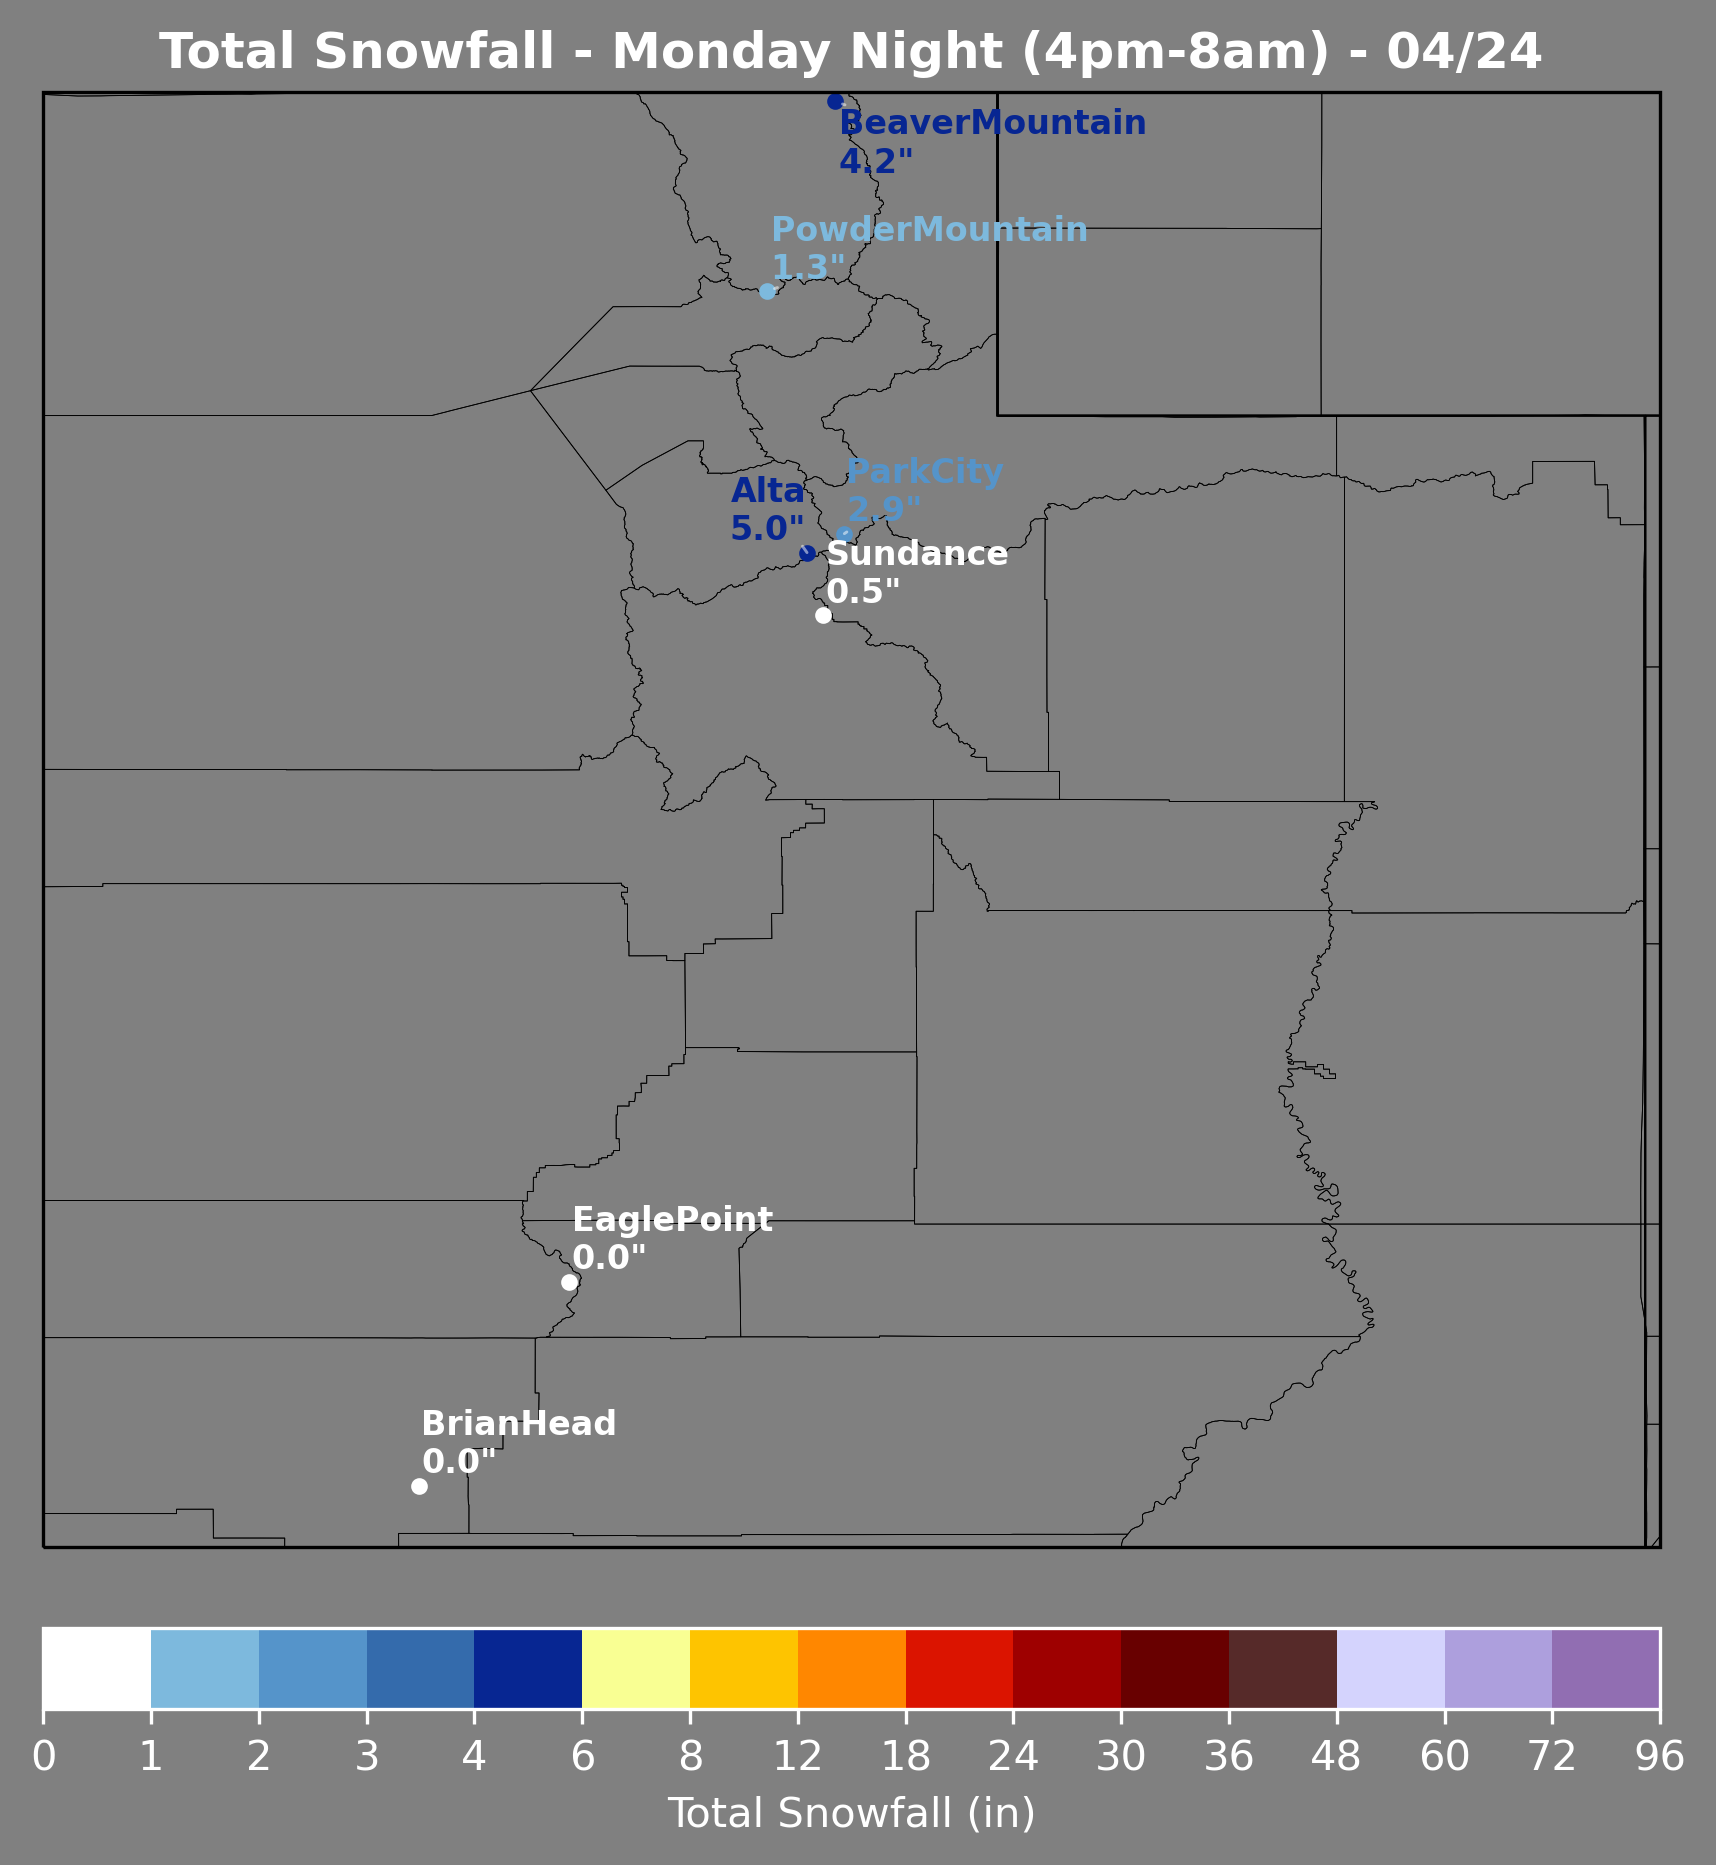 Total Snowfall - Monday Night (4pm-8am) - 04/24
BeaverMountain
4.2"
PowderMountain
1.3"
ParkCity
2.9"
Alta
5.0"
Sundance
0.5"
EaglePoint
0.0"
BrianHead
0.0"
0 1 2 3 4 6 8 12 18 24 30 36 48 60 72 96
Total Snowfall (in)